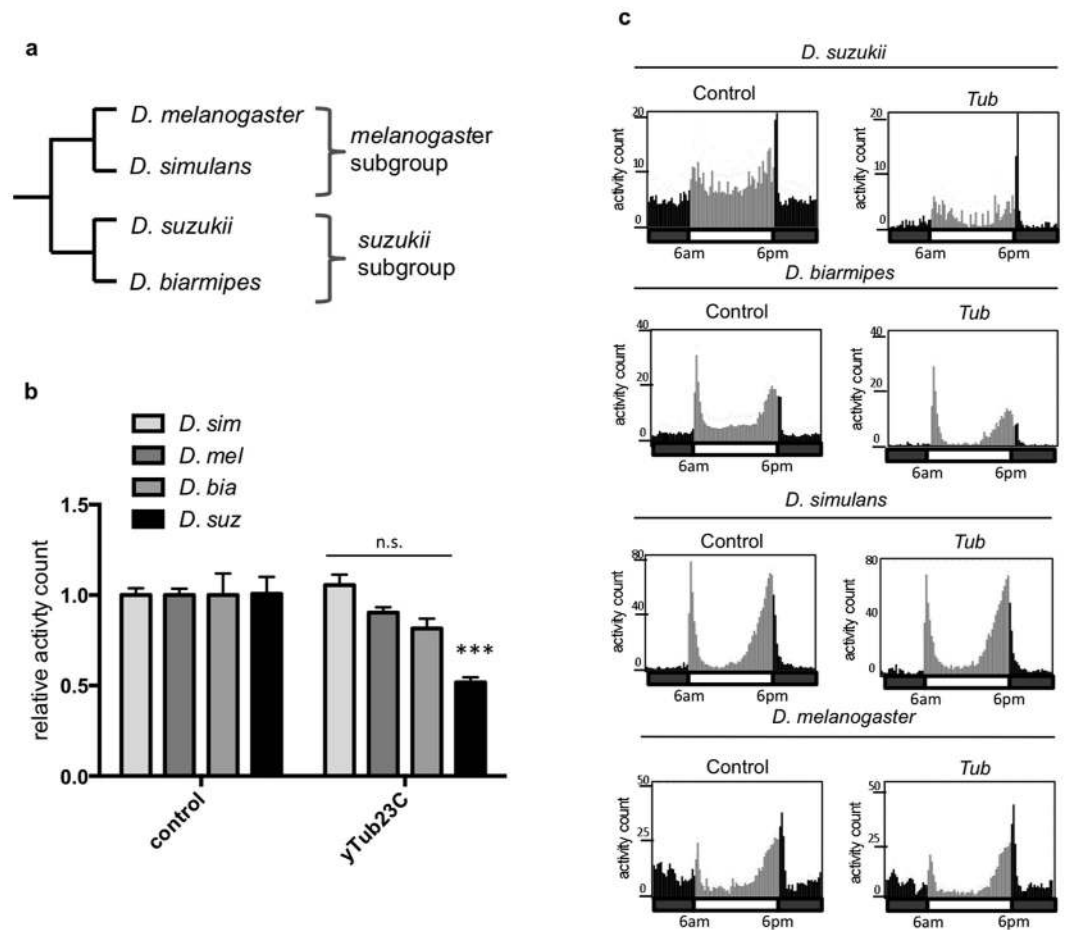 a
D. melanogaster
D. simulans
melanogaster
subgroup
D. suzukii
D. biarmipes
suzukii
subgroup
b
D. sim
D. mel
D. bia
D. suz
relative activty count
1.5
1.0
0.5
0.0
n.s.
***
control
yTub23C
c
D. suzukii
Control
activity count
20
10
0
6am 6pm
Tub
activity count
20
10
0
6am 6pm
D. biarmipes
Control
activity count
40
20
0
6am 6pm
Tub
activity count
40
20
0
6am 6pm
D. simulans
Control
activity count
80
40
0
6am 6pm
Tub
activity count
80
40
0
6am 6pm
D. melanogaster
Control
activity count
50
25
0
6am 6pm
Tub
activity count
50
25
0
6am 6pm